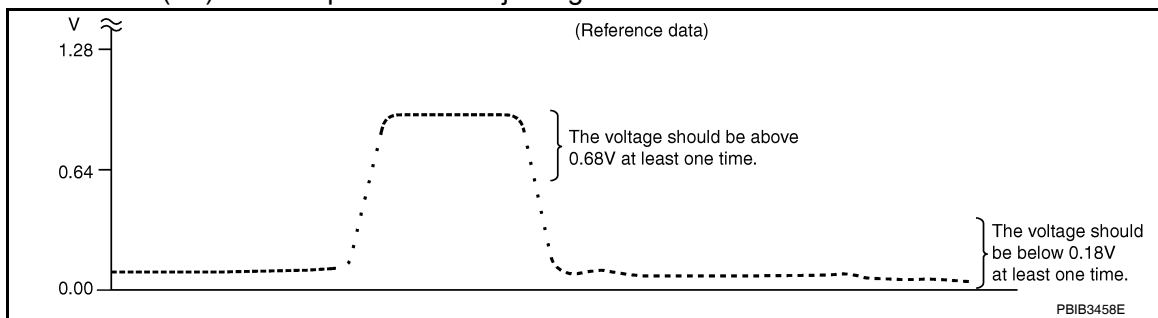 V
(Reference data)
1.28
The voltage should be above
0.68V at least one time.
0.64
The voltage should
be below 0.18V
at least one time.
0.00
PBIB3458E